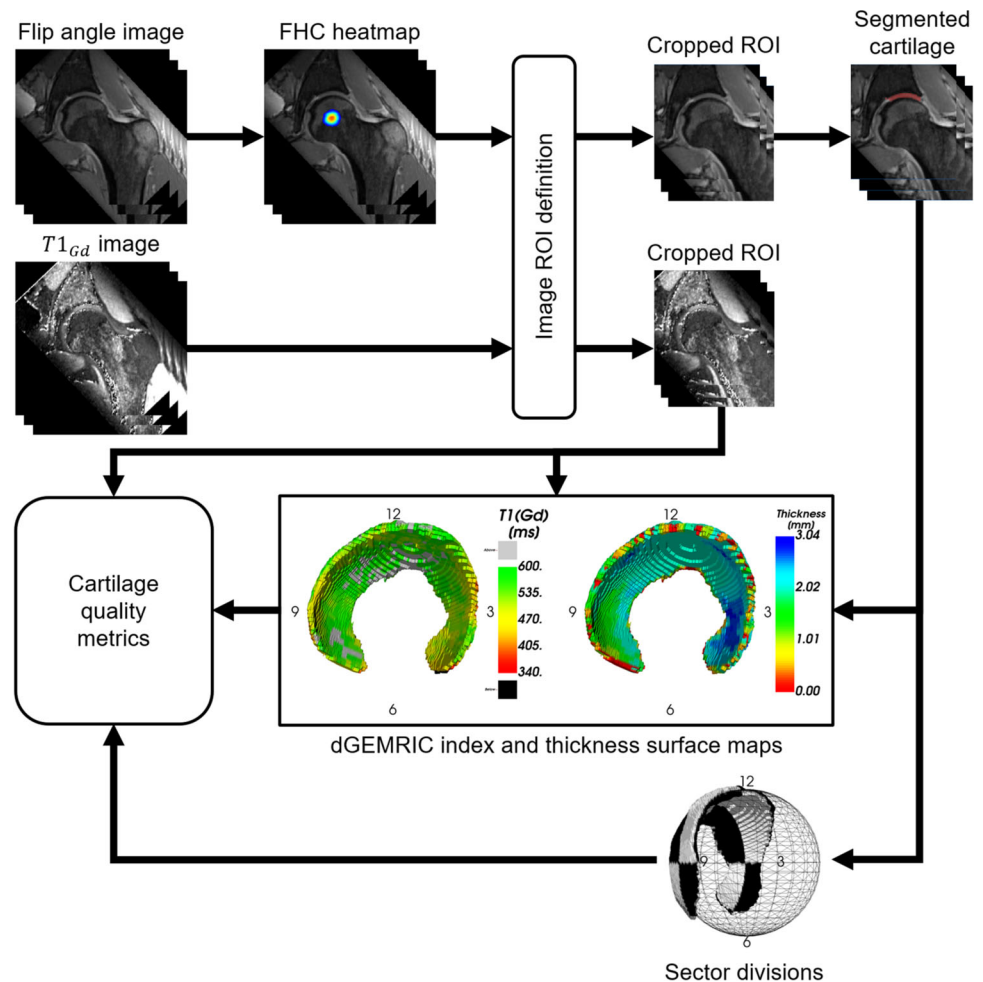 Flip angle image
FHC heatmap
Cropped ROI
Segmented
cartilage
Image ROI definition
T1Gd image
Cropped ROI
Cartilage
quality
metrics
12
9
3
6
T1(Gd)
(ms)
Above
600.
535.
470.
405.
340.
Below
12
9
3
6
Thickness
(mm)
3.04
2.02
1.01
0.00
dGEMRIC index and thickness surface maps
12
9
3
6
Sector divisions